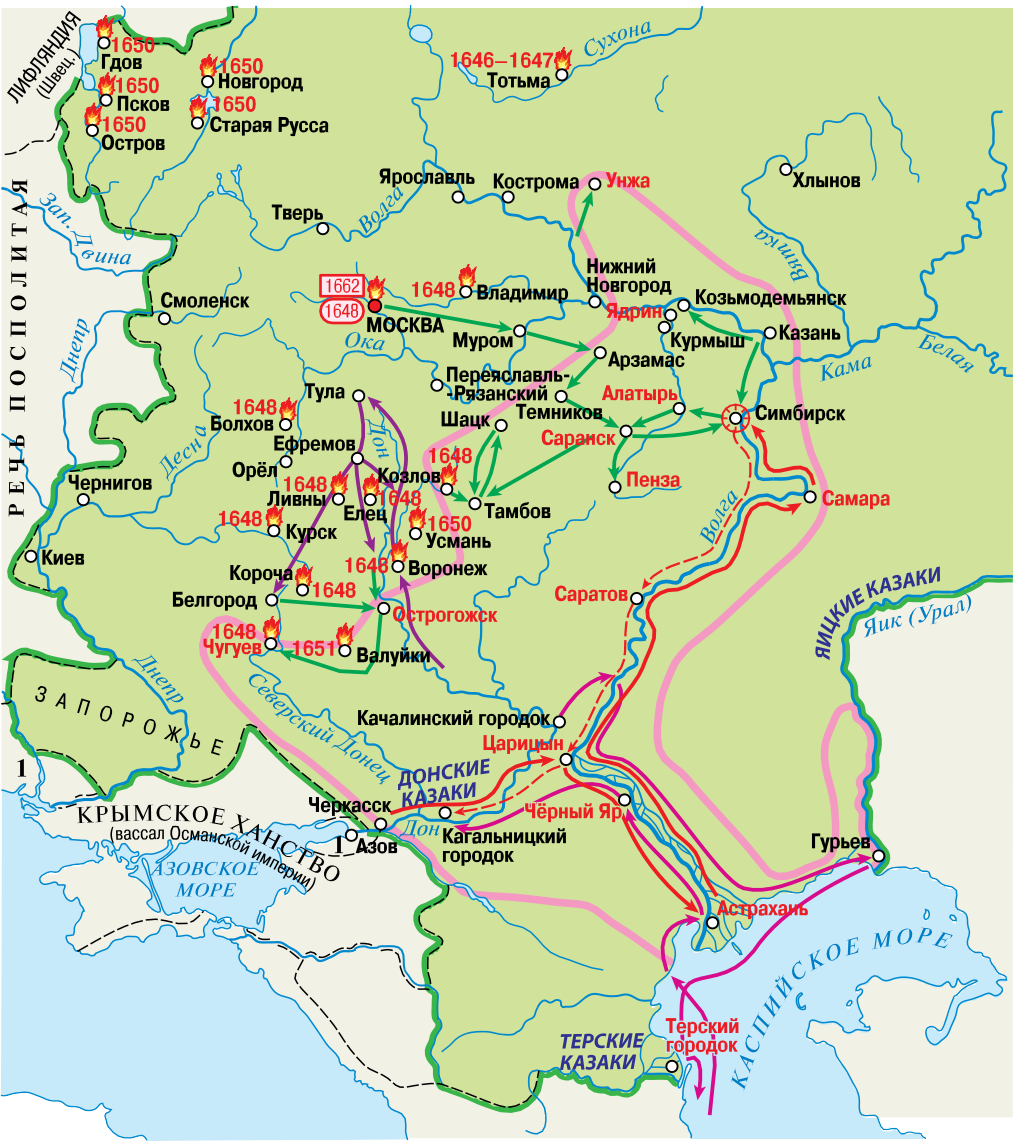 ЛИФЛЯНДИЯ
(Швец.)
1650
Гдов
1650
Псков
1650
Остров
1650
Новгород
1650
Старая Русса
1646–1647
Тотьма
Сухона
РЕЧЬ ПОСПОЛИТАЯ
Зап. Двина
Ярославль
Кострома
Унжа
Хлынов
Тверь
Волга
Вятка
Смоленск
1662
1648
МОСКВА
1648
Владимир
Нижний
Новгород
Ядрин
Козьмодемьянск
Курмыш
Казань
Днепр
Ока
Муром
Арзамас
Кама
Белая
Переяславль-
-Рязанский
Темников
Алатырь
Симбирск
Тула
Шацк
Саранск
1648
Болхов
Десна
Ефремов
Дон
Орёл
1648
Козлов
Пенза
Чернигов
1648
Ливны
1648
Елец
Тамбов
Самара
1648
Курск
1650
Усмань
Волга
Киев
Короча
1648
1648
Воронеж
Белгород
Острогожск
Саратов
ЯИЦКИЕ КАЗАКИ
Яик (Урал)
1648
Чугуев
1651
Валуйки
Днепр
ЗАПОРОЖЬЕ
Северский Донец
Качалинский городок
Царицын
1
ДОНСКИЕ
КАЗАКИ
КРЫМСКОЕ ХАНСТВО
(вассал Османской империи)
Черкасск
1
Азов
Дон
Кагальницкий
городок
Чёрный Яр
Гурьев
АЗОВСКОЕ
МОРЕ
Астрахань
КАСПИЙСКОЕ МОРЕ
Терский
городок
ТЕРСКИЕ
КАЗАКИ